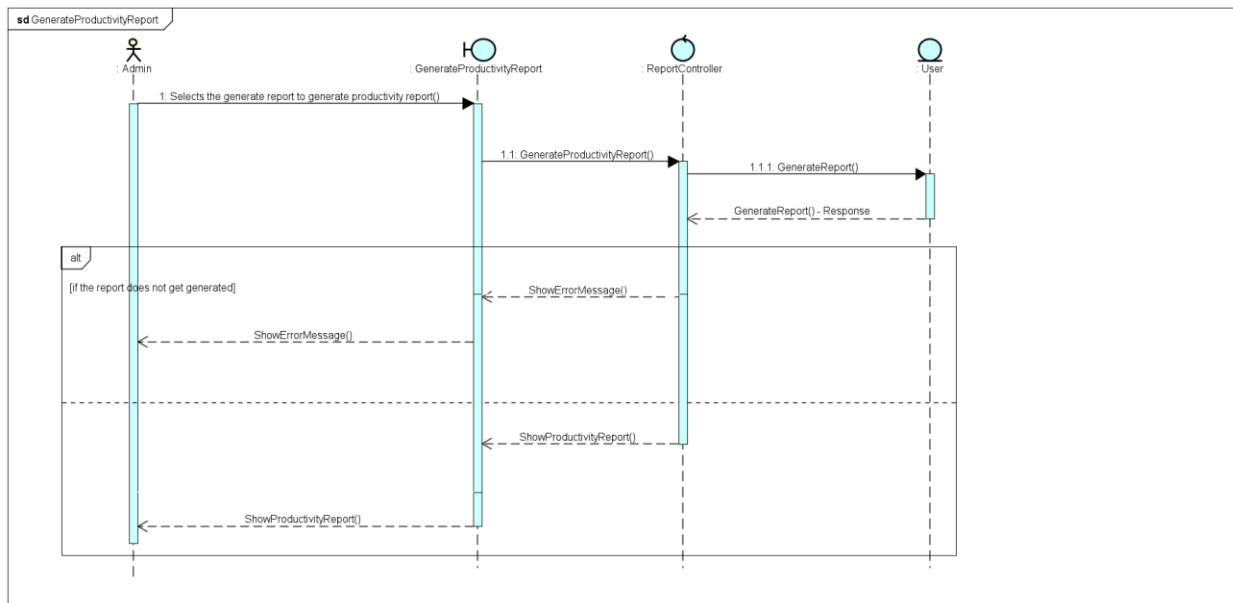 sd GenerateProductivityReport
: Admin
: GenerateProductivityReport
: ReportController
: User
1: Selects the generate report to generate productivity report()
1.1: GenerateProductivityReport()
1.1.1: GenerateReport()
GenerateReport() - Response
alt
[if the report does not get generated]
ShowErrorMessage()
ShowErrorMessage()
ShowProductivityReport()
ShowProductivityReport()